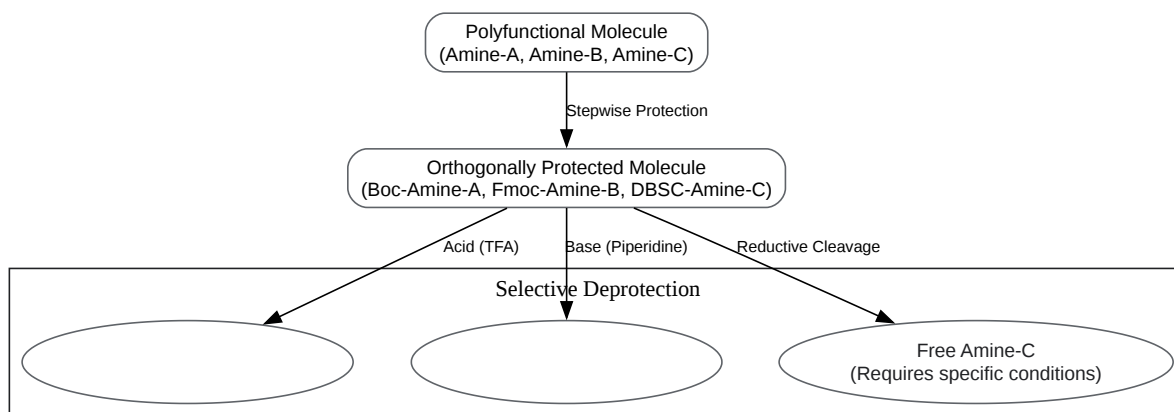 Polyfunctional Molecule
(Amine-A, Amine-B, Amine-C)
Stepwise Protection
Orthogonally Protected Molecule
(Boc-Amine-A, Fmoc-Amine-B, DBSC-Amine-C)
Acid (TFA)
Base (Piperidine)
Reductive Cleavage
Selective Deprotection
Free Amine-C
(Requires specific conditions)